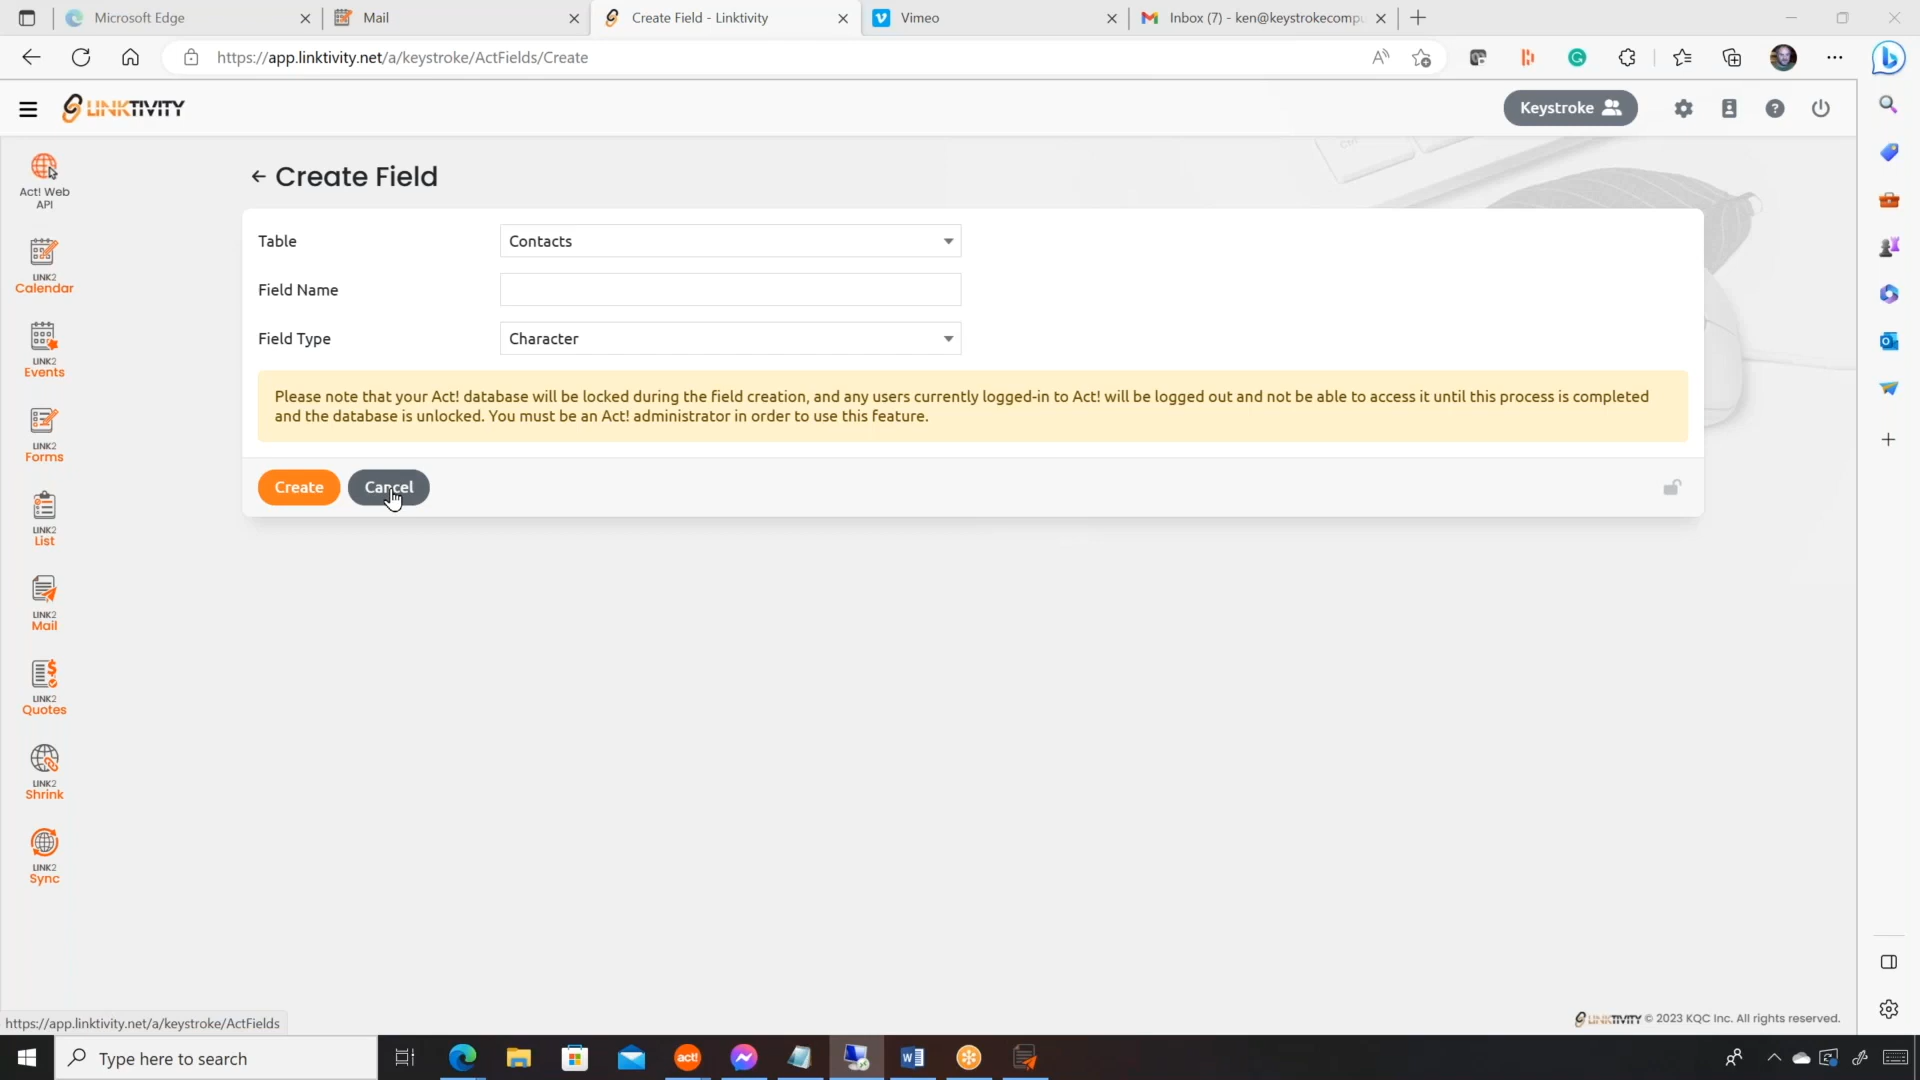 Microsoft Edge
Mail
Create Field - Linktivity
Vimeo
Inbox (7) - ken@keystrokecompu
https://app.linktivity.net/a/keystroke/ActFields/Create
LINKTIVITY
Keystroke
Act! Web
API
LINK2
Calendar
LINK2
Events
LINK2
Forms
LINK2
List
LINK2
Mail
LINK2
Quotes
LINK2
Shrink
LINK2
Sync
Create Field
Table
Contacts
Field Name
Field Type
Character
Please note that your Act! database will be locked during the field creation, and any users currently logged-in to Act! will be logged out and not be able to access it until this process is completed
and the database is unlocked. You must be an Act! administrator in order to use this feature.
Create
Cancel
https://app.linktivity.net/a/keystroke/ActFields
LINKTIVITY © 2023 KQC Inc. All rights reserved.
Type here to search
act!